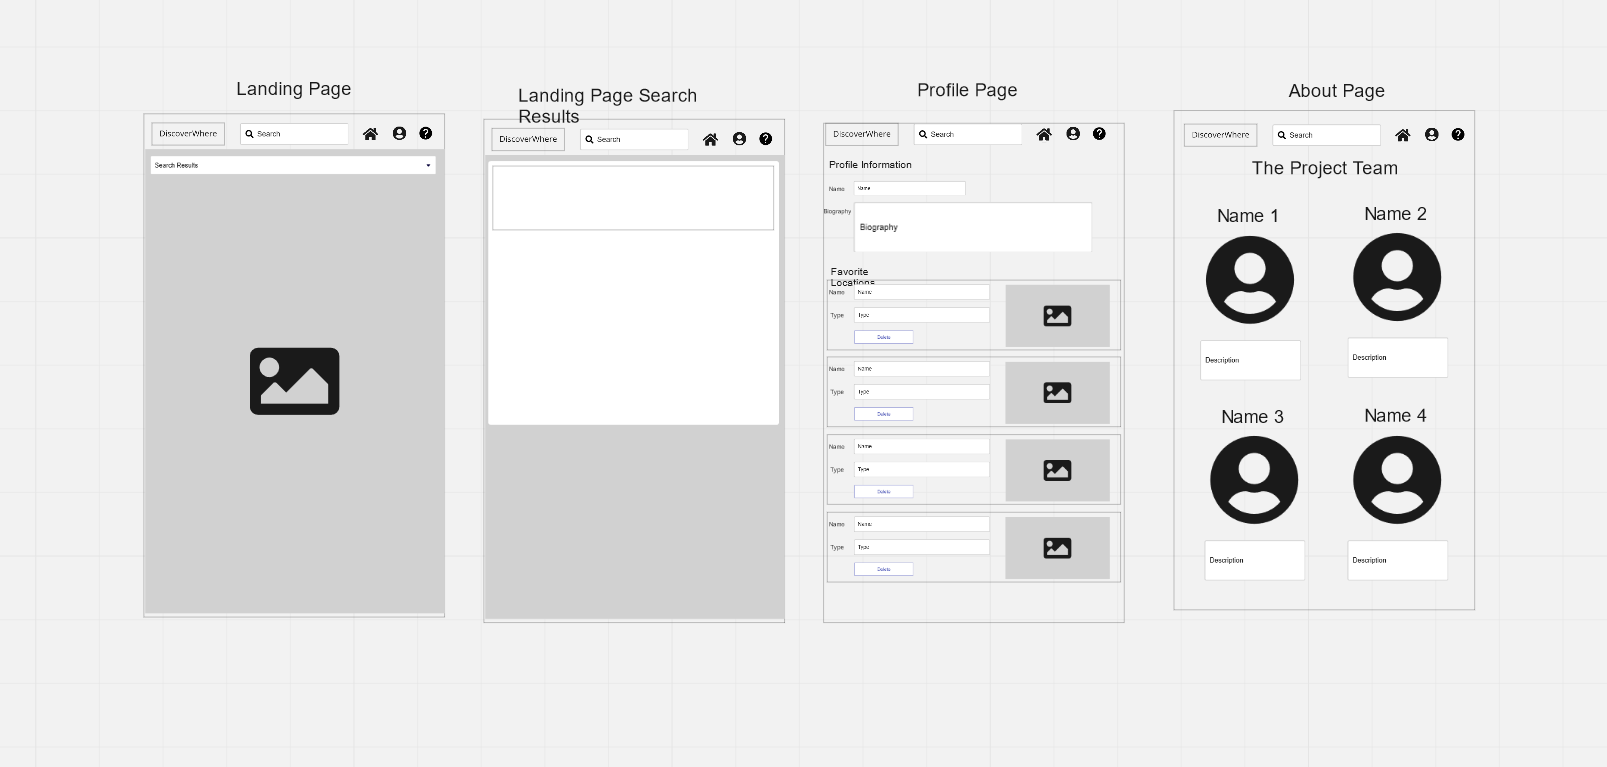 Landing Page
DiscoverWhere
Search
Search Results
Landing Page Search
Results
DiscoverWhere
Search
Profile Page
DiscoverWhere
Search
Profile Information
Name
Name
Biography
Biography
Favorite
Locations
Name
Name
Type
Type
Delete
Name
Name
Type
Type
Delete
Name
Name
Type
Type
Delete
Name
Name
Type
Type
Delete
About Page
DiscoverWhere
Search
The Project Team
Name 1
Name 2
Description
Description
Name 3
Name 4
Description
Description